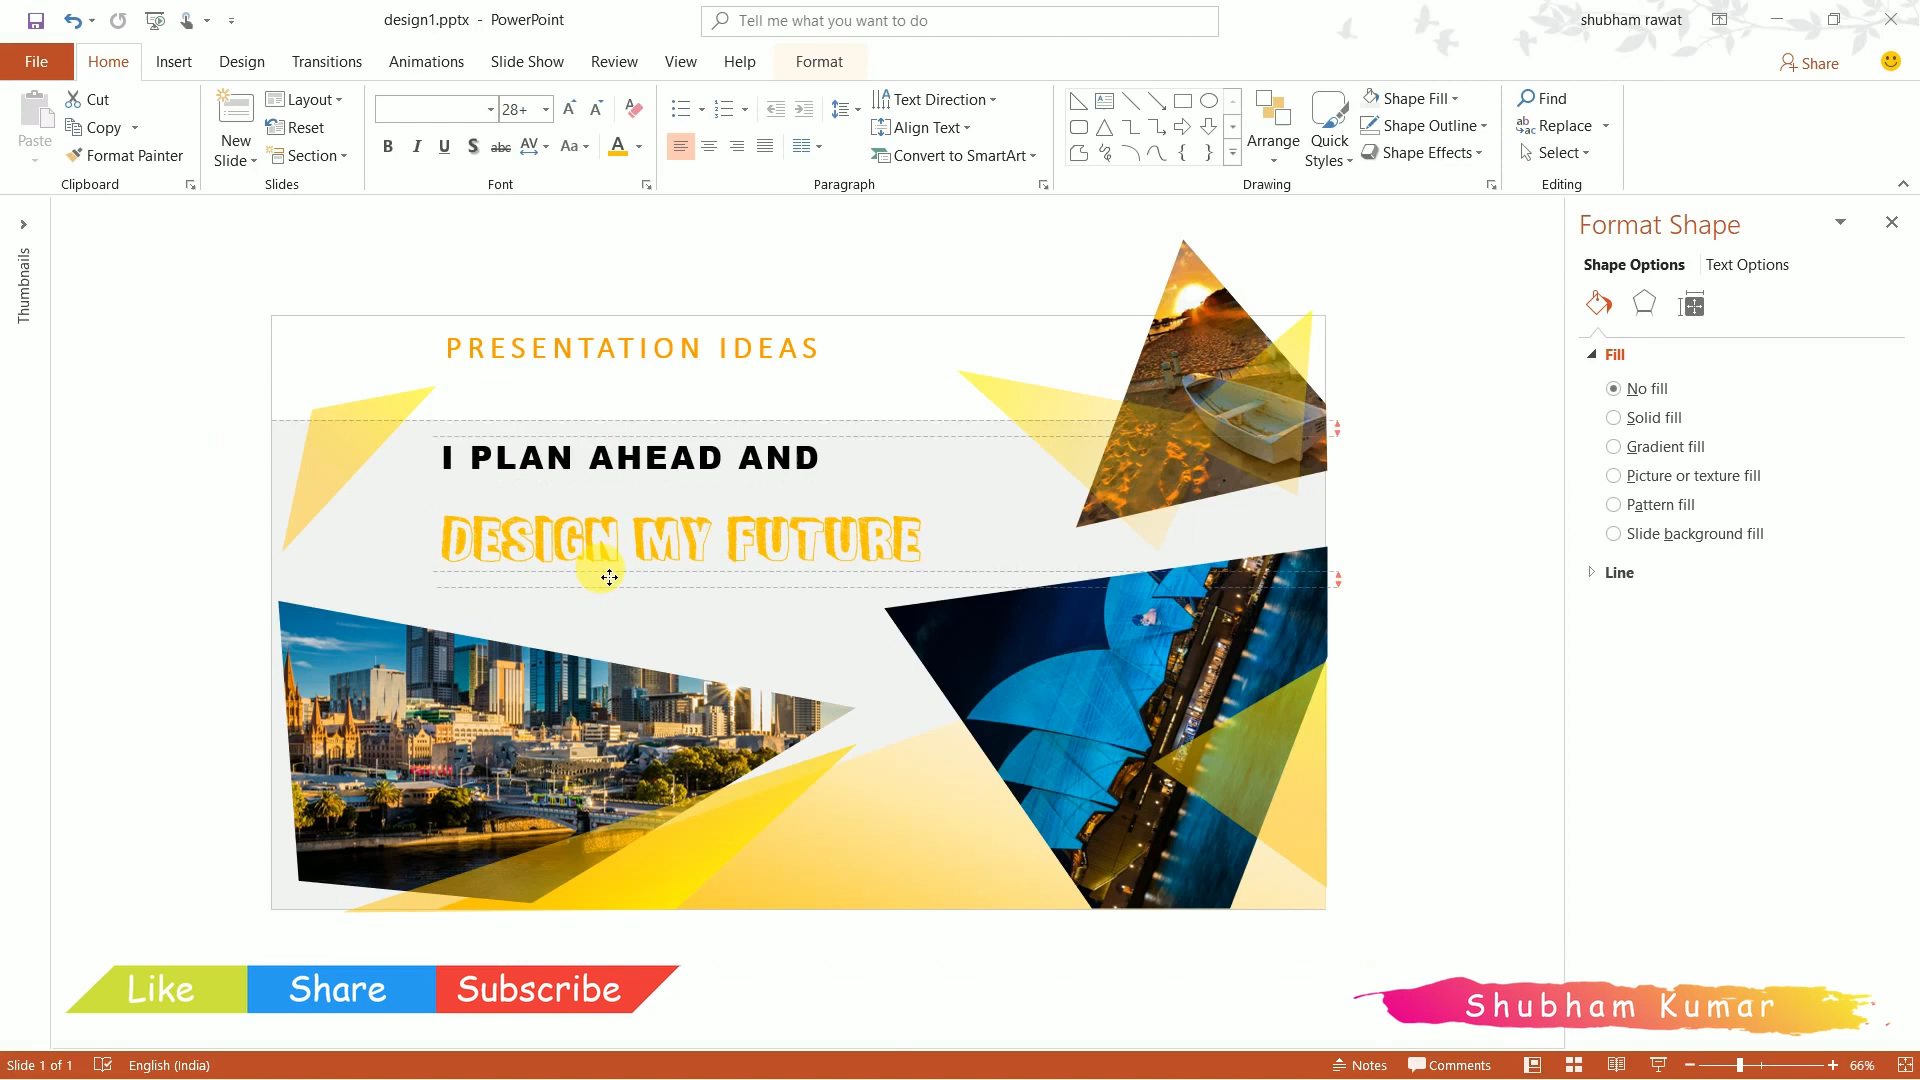 design1.pptx - PowerPoint
Tell me what you want to do
shubham rawat
File
Home
Insert
Design
Transitions
Animations
Slide Show
Review
View
Help
Format
Share
Paste
Cut
Copy
Format Painter
Clipboard
New Slide
Layout
Reset
Section
Slides
28+
B I U S abc AV Aa A
Font
Text Direction
Align Text
Convert to SmartArt
Paragraph
Arrange
Quick Styles
Shape Fill
Shape Outline
Shape Effects
Drawing
Find
Replace
Select
Editing
Thumbnails
PRESENTATION IDEAS
I PLAN AHEAD AND
DESIGN MY FUTURE
Format Shape
Shape Options
Text Options
Fill
No fill
Solid fill
Gradient fill
Picture or texture fill
Pattern fill
Slide background fill
Line
Like
Share
Subscribe
Shubham Kumar
Slide 1 of 1
English (India)
Notes
Comments
66%